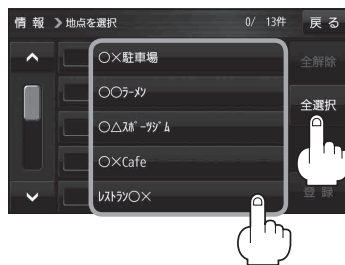 情 報 > 地点を選択 0/ 13件 戻 る
○×駐車場
全解除
○○ラーメン
全選択
○△スポーツジム
○×Cafe
レストラン○×
登 録